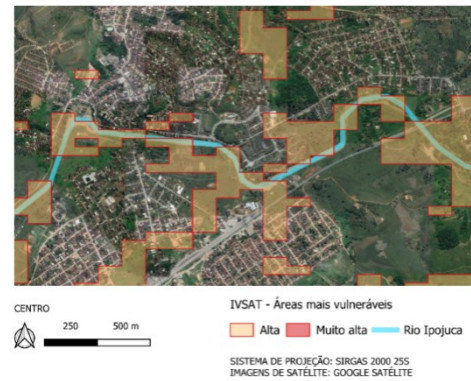 CENTRO
250 500 m
IVSAT - Áreas mais vulneráveis
Alta Muito alta Rio Ipojuca
SISTEMA DE PROJEÇÃO: SIRGAS 2000 25S
IMAGENS DE SATÉLITE: GOOGLE SATÉLITE